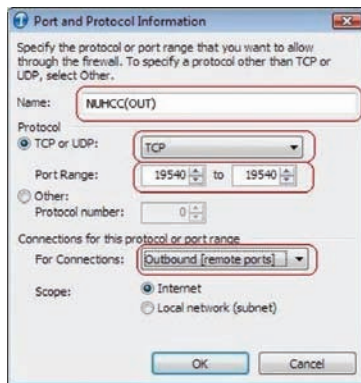 Port and Protocol Information
Specify the protocol or port range that you want to allow
through the firewall. To specify a protocol other than TCP or
UDP, select Other.
Name: NUHCC(OUT)
Protocol
TCP or UDP: TCP
Port Range: 19540 to 19540
Other:
Protocol number: 0
Connections for this protocol or port range
For Connections: Outbound [remote ports]
Scope: Internet
Local network (subnet)
OK Cancel